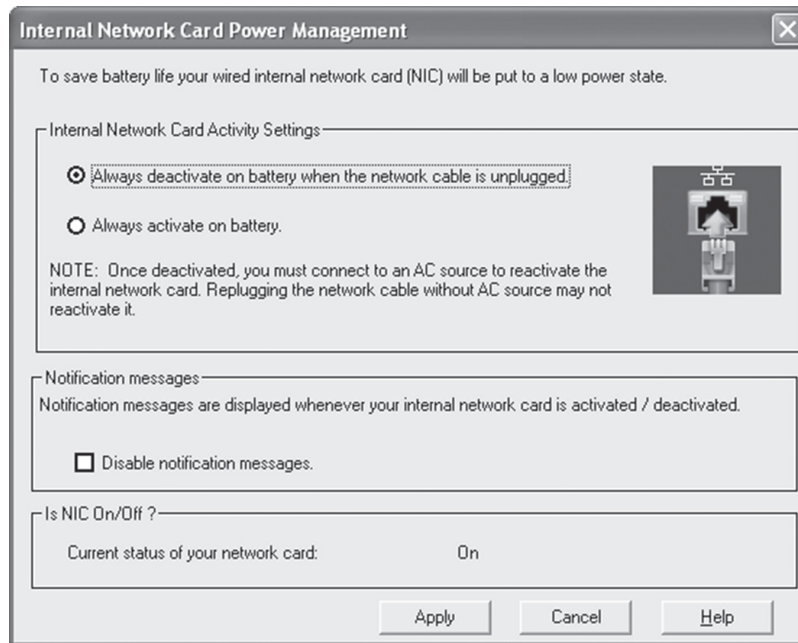 Internal Network Card Power Management
To save battery life your wired internal network card (NIC) will be put to a low power state.
Internal Network Card Activity Settings
Always deactivate on battery when the network cable is unplugged.
Always activate on battery.
NOTE: Once deactivated, you must connect to an AC source to reactivate the
internal network card. Replugging the network cable without AC source may not
reactivate it.
Notification messages
Notification messages are displayed whenever your internal network card is activated / deactivated.
Disable notification messages.
Is NIC On/Off ?
Current status of your network card: On
Apply Cancel Help